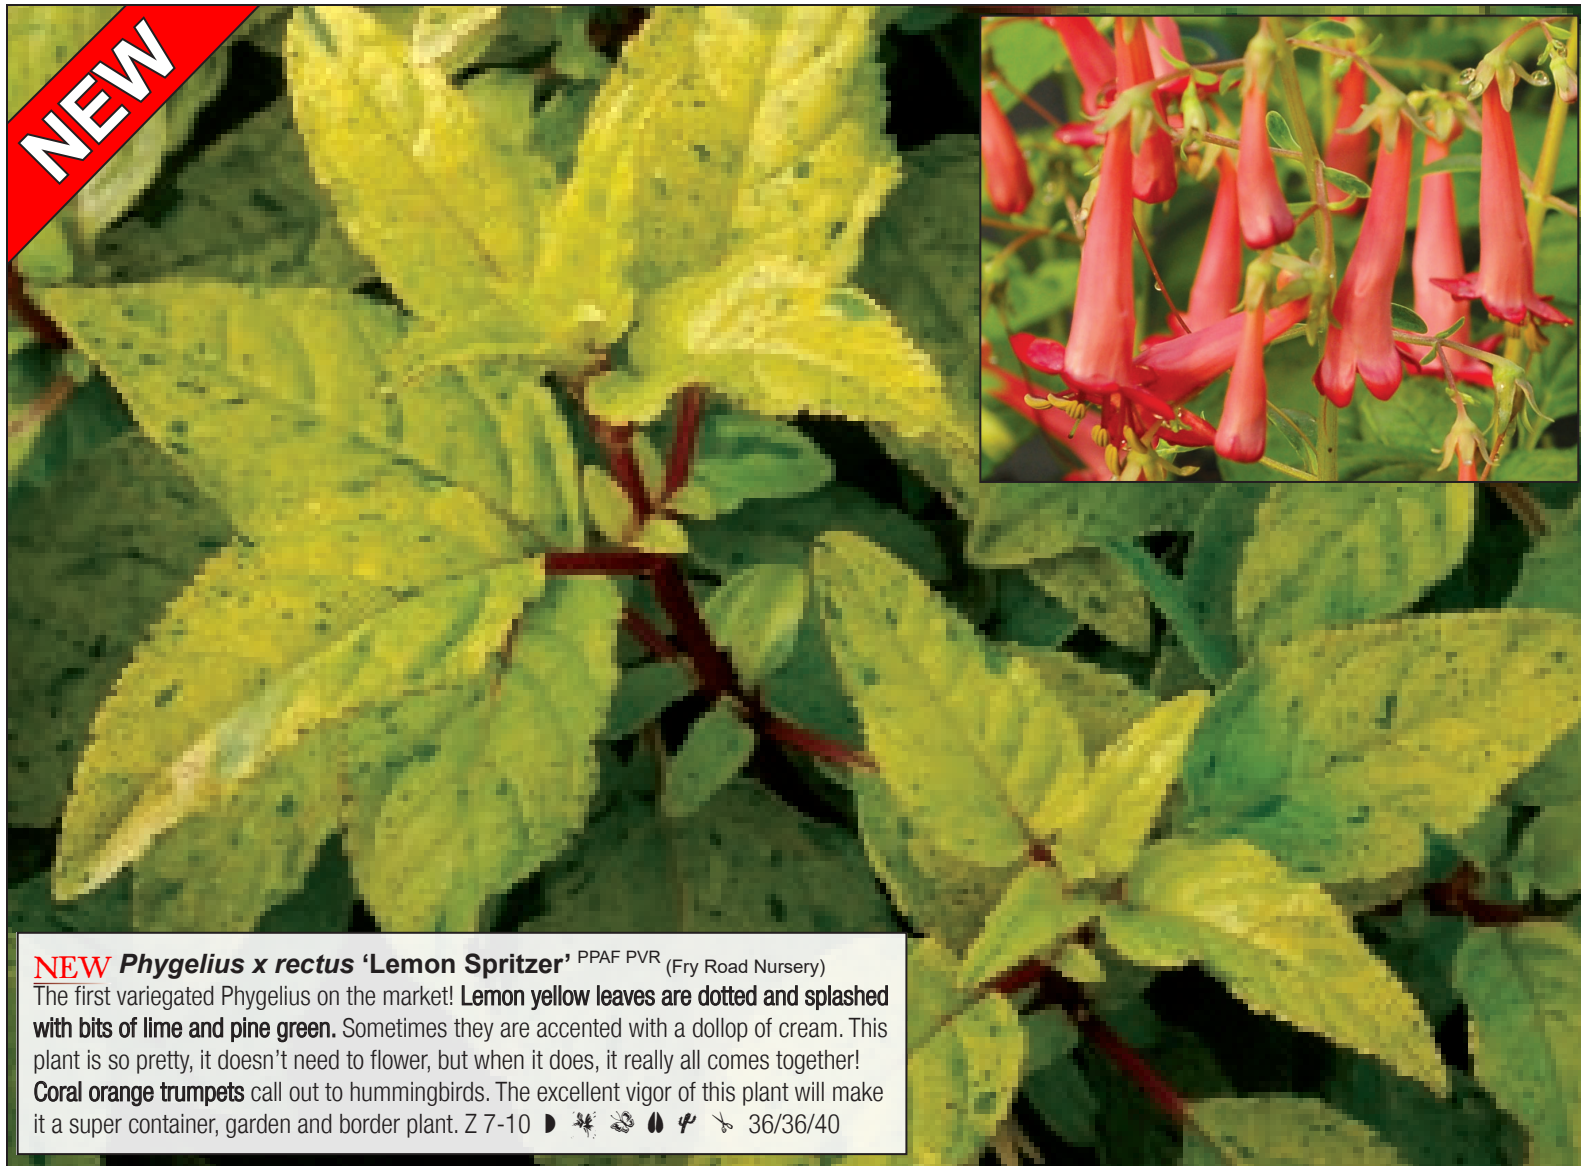 NEW
NEW Phygelius x rectus ‘Lemon Spritzer’ PPAF PVR (Fry Road Nursery)
The first variegated Phygelius on the market! Lemon yellow leaves are dotted and splashed
with bits of lime and pine green. Sometimes they are accented with a dollop of cream. This
plant is so pretty, it doesn’t need to flower, but when it does, it really all comes together!
Coral orange trumpets call out to hummingbirds. The excellent vigor of this plant will make
it a super container, garden and border plant. Z 7-10 36/36/40